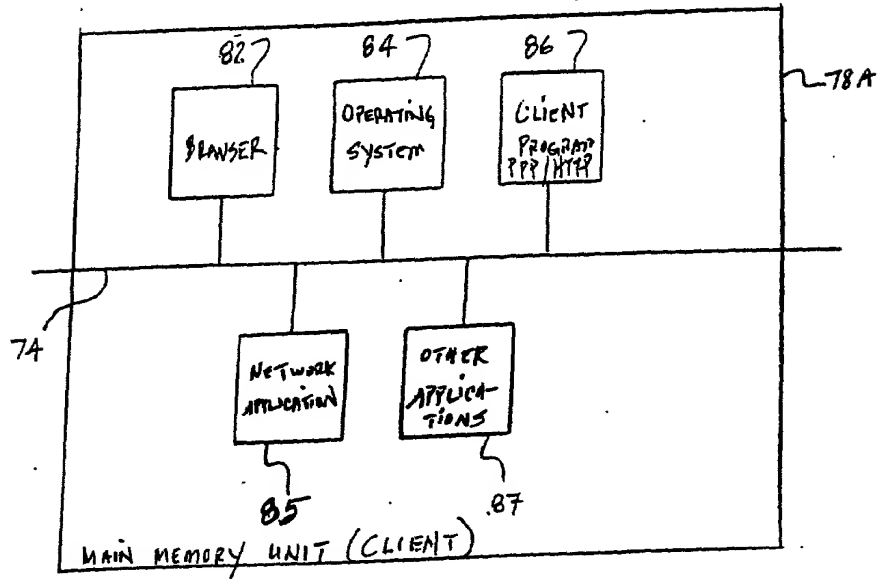 82
84
86
78A
BRAWSER
OPERATING
SYSTEM
CLIENT
PROGRAM
PPP/HTTP
74
NETWORK
APPLICATION
OTHER
APPLICA-
TIONS
85
87
MAIN MEMORY UNIT (CLIENT)